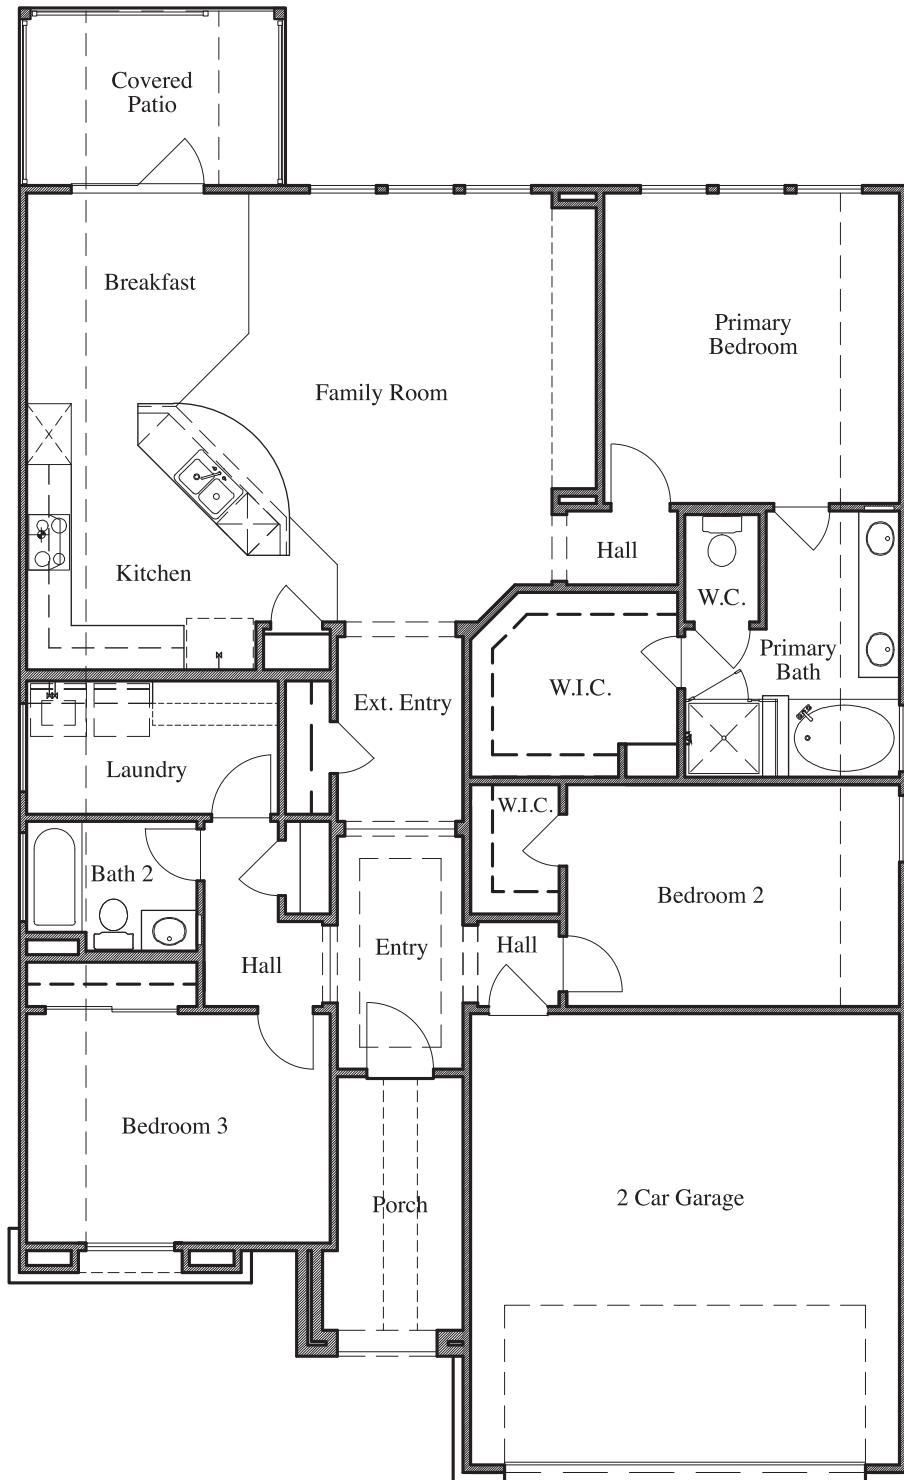 Covered
Patio
Breakfast
Primary
Bedroom
Family Room
Hall
Kitchen
W.C.
Primary
Bath
W.I.C.
Ext. Entry
Laundry
W.I.C.
Bath 2
Bedroom 2
Entry
Hall
Hall
Bedroom 3
Porch
2 Car Garage